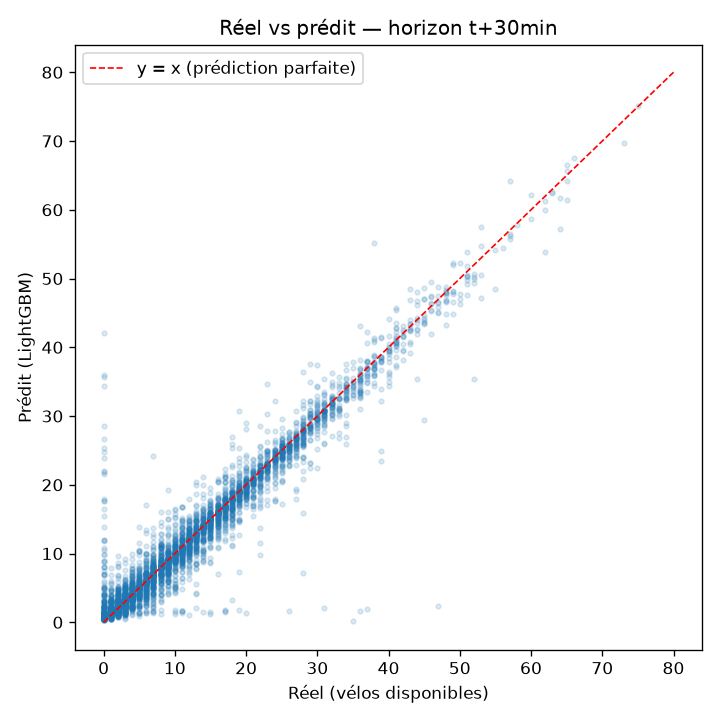 Réel vs prédit — horizon t+30min
y = x (prédiction parfaite)
80
70
60
50
40
30
20
10
0
Prédit (LightGBM)
0 10 20 30 40 50 60 70 80
Réel (vélos disponibles)